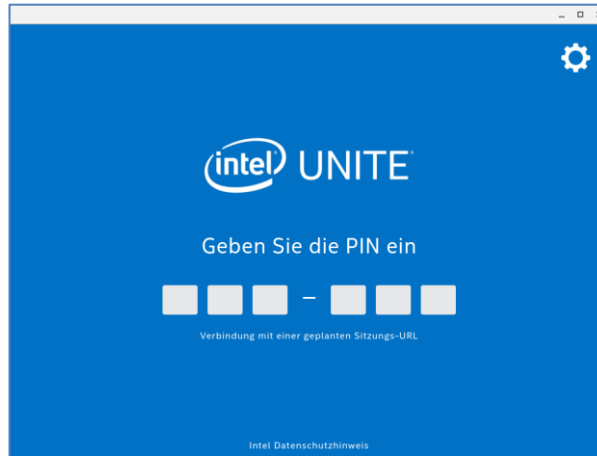 intel UNITE
Geben Sie die PIN ein
–
Verbindung mit einer geplanten Sitzungs-URL
Intel Datenschutzhinweis